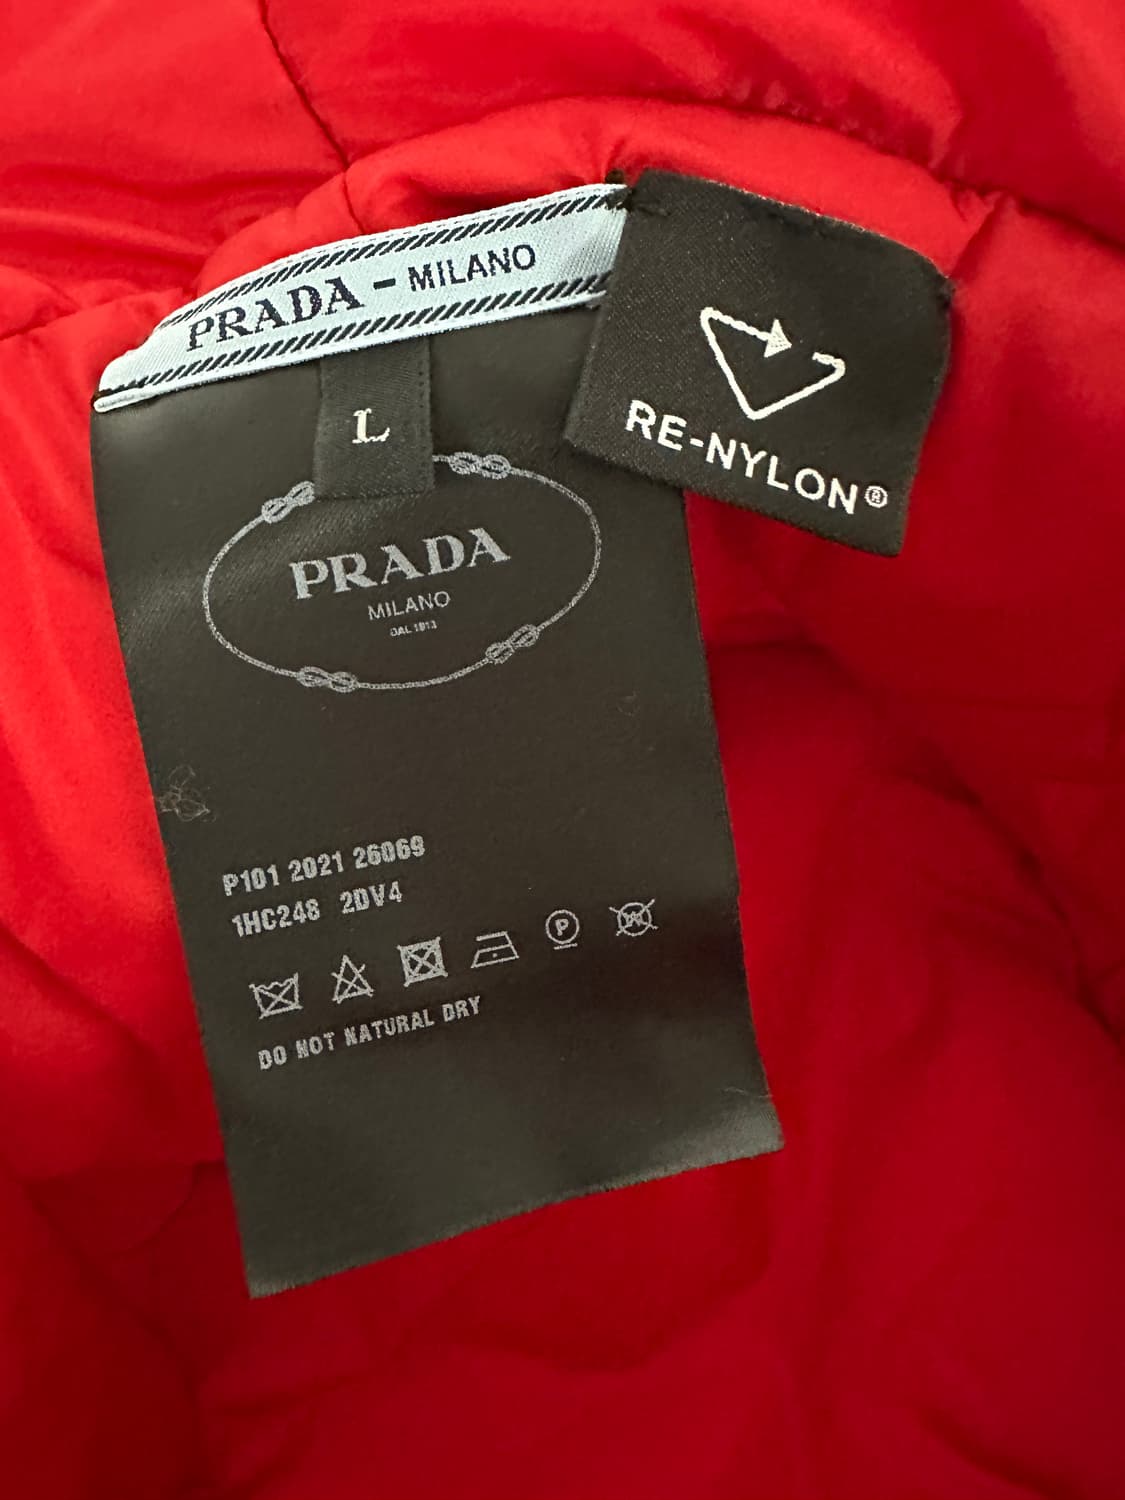 PRADA - MILANO
L
RE-NYLON®
PRADA
MILANO
DAL 1913
P101 2021 26069
1HC248 2DV4
P
W
DO NOT NATURAL DRY